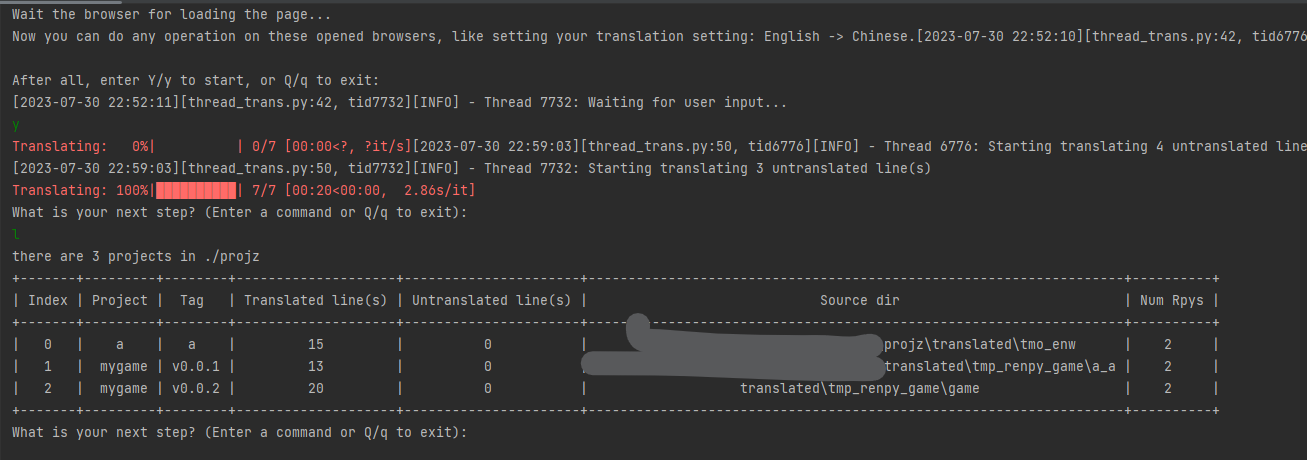 Wait the browser for loading the page...
Now you can do any operation on these opened browsers, like setting your translation setting: English -> Chinese.[2023-07-30 22:52:10][thread_trans.py:42, tid6776
After all, enter Y/y to start, or Q/q to exit:
[2023-07-30 22:52:11][thread_trans.py:42, tid7732][INFO] - Thread 7732: Waiting for user input...
y
Translating:   0%|          | 0/7 [00:00<?, ?it/s][2023-07-30 22:59:03][thread_trans.py:50, tid6776][INFO] - Thread 6776: Starting translating 4 untranslated line
[2023-07-30 22:59:03][thread_trans.py:50, tid7732][INFO] - Thread 7732: Starting translating 3 untranslated line(s)
Translating: 100%|██████████| 7/7 [00:20<00:00,  2.86s/it]
What is your next step? (Enter a command or Q/q to exit):
l
there are 3 projects in ./projz
+-------+---------+--------+--------------------+----------------------+------------------------------------------------------------------+----------+
| Index | Project |  Tag   | Translated line(s) | Untranslated line(s) |                            Source dir                            | Num Rpys |
+-------+---------+--------+--------------------+----------------------+------------------------------------------------------------------+----------+
|   0   |    a    |   a    |         15         |          0           | projz\translated\tmo_enw |    2     |
|   1   |  mygame | v0.0.1 |         13         |          0           | translated\tmp_renpy_game\a_a |    2     |
|   2   |  mygame | v0.0.2 |         20         |          0           |                  translated\tmp_renpy_game\game                  |    2     |
+-------+---------+--------+--------------------+----------------------+------------------------------------------------------------------+----------+
What is your next step? (Enter a command or Q/q to exit):